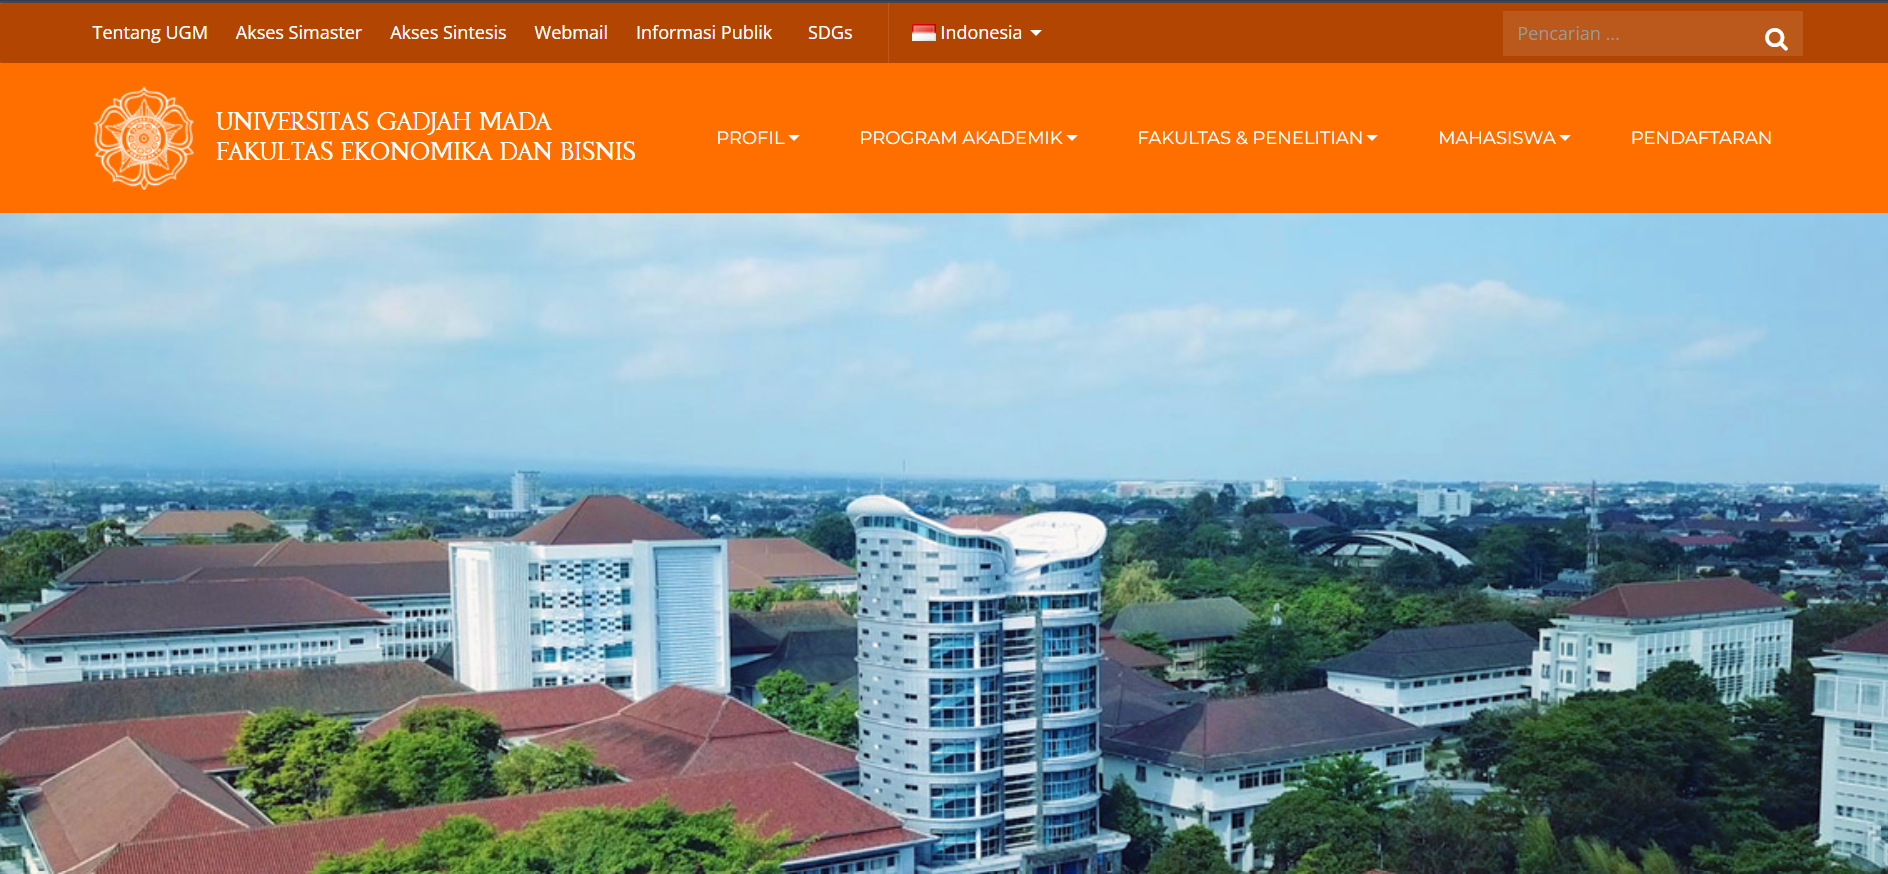 Tentang UGM Akses Simaster Akses Sintesis Webmail Informasi Publik SDGs Indonesia Pencarian ...
UNIVERSITAS GADJAH MADA
FAKULTAS EKONOMIKA DAN BISNIS
PROFIL PROGRAM AKADEMIK FAKULTAS & PENELITIAN MAHASISWA PENDAFTARAN